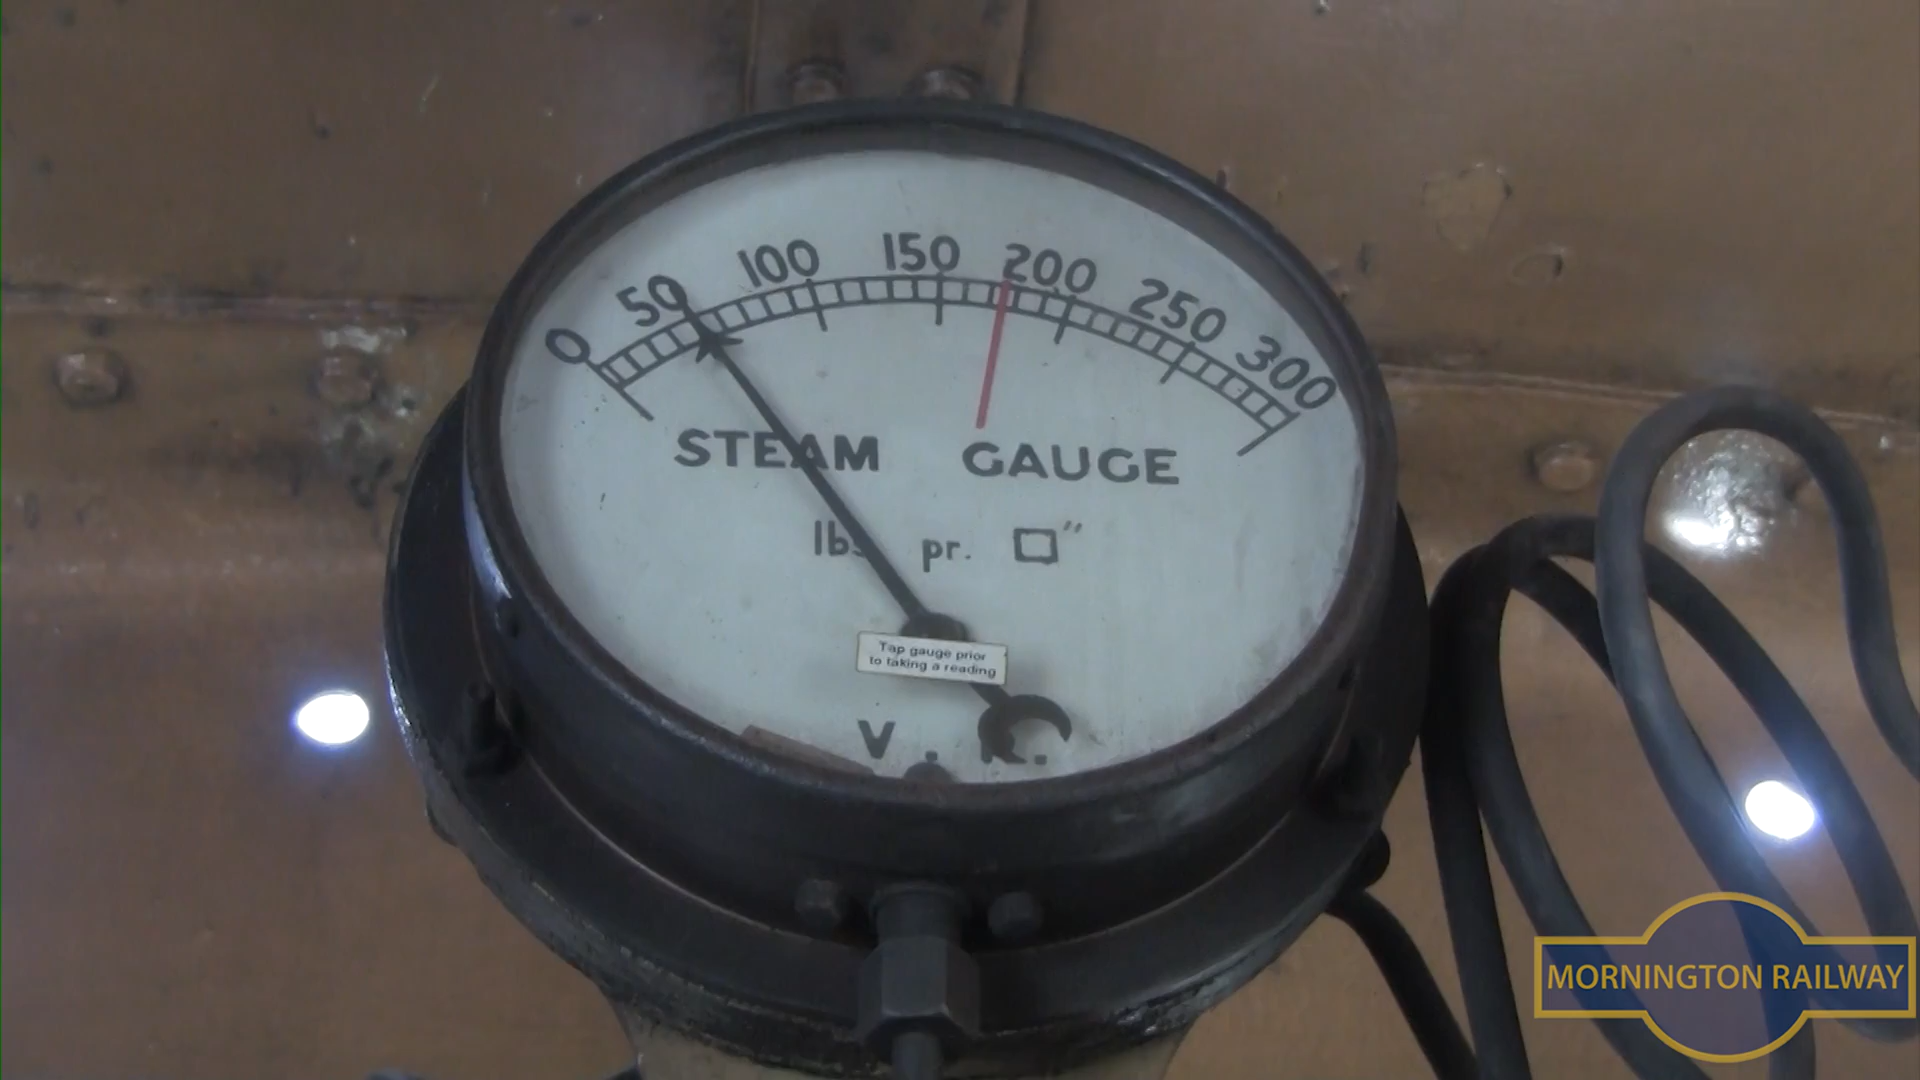 0 50 100 150 200 250 300
STEAM GAUGE
lbs pr. □"
Tap gauge prior
to taking a reading
V. R.
MORNINGTON RAILWAY